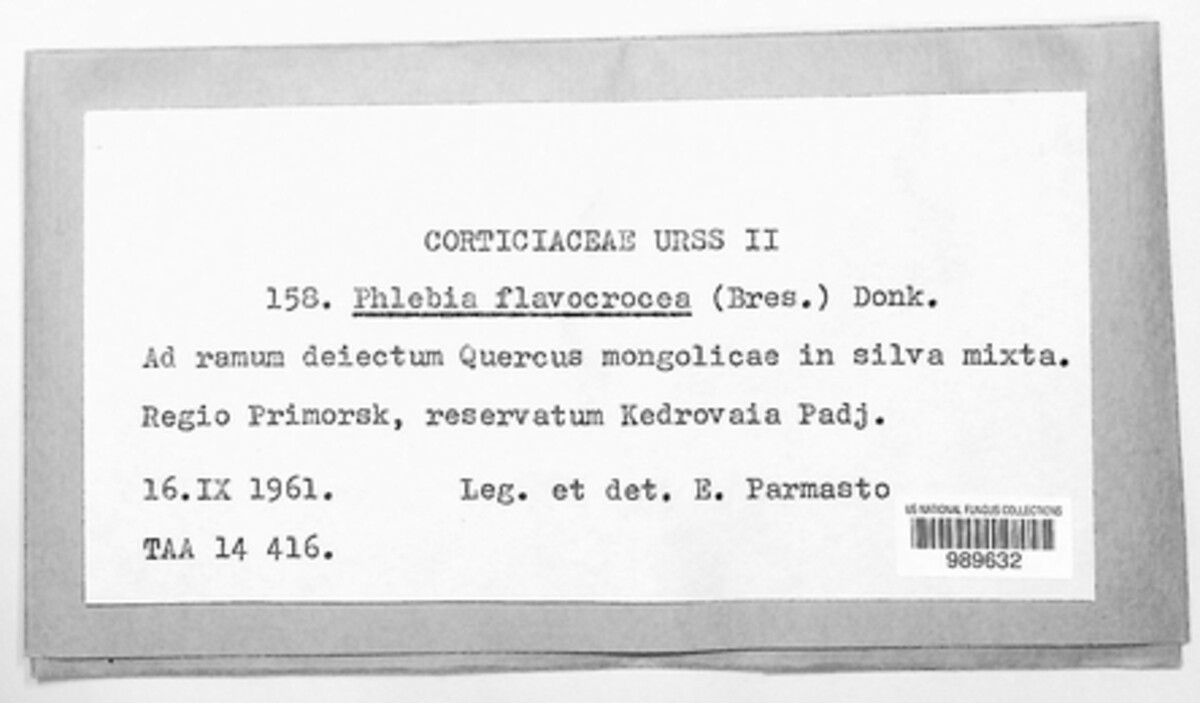 CORTICIACEAE URSS II
158. Phlebia flavocrocea (Bres.) Donk.
Ad ramum deiectum Quercus mongolicae in silva mixta.
Regio Primorsk, reservatum Kedrovaia Padj.
16.IX 1961. Leg. et det. E. Parmasto
TAA 14 416.
US NATIONAL FUNGUS COLLECTIONS
989632